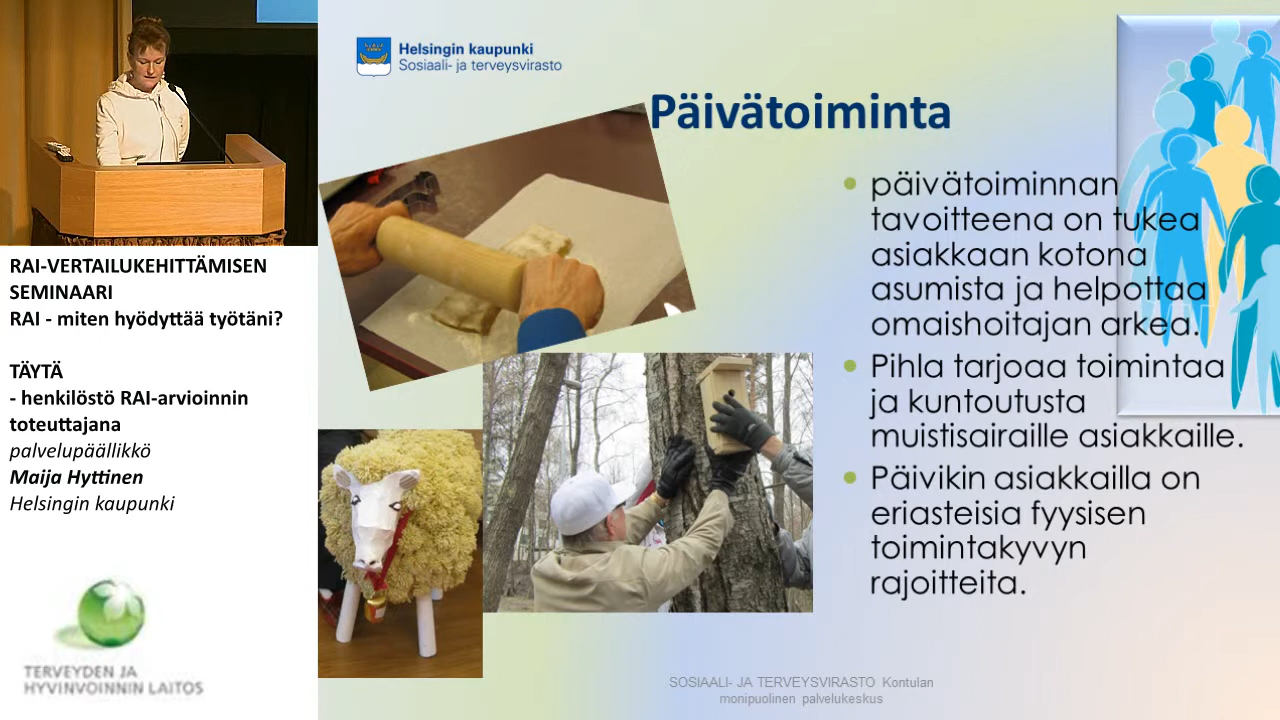 RAI-VERTAILUKEHITTÄMISEN
SEMINAARI
RAI - miten hyödyttää työtäni?
TÄYTÄ
- henkilöstö RAI-arvioinnin
toteuttajana
palvelupäällikkö
Maija Hyttinen
Helsingin kaupunki
TERVEYDEN JA
HYVINVOINNIN LAITOS
Helsingin kaupunki
Sosiaali- ja terveysvirasto
Päivätoiminta
• päivätoiminnan
tavoitteena on tukea
asiakkaan kotona
asumista ja helpottaa
omaishoitajan arkea.
• Pihla tarjoaa toimintaa
ja kuntoutusta
muistisairaille asiakkaille.
• Päivikin asiakkailla on
eriasteisia fyysisen
toimintakyvyn
rajoitteita.
SOSIAALI- JA TERVEYSVIRASTO Kontulan
monipuolinen palvelukeskus